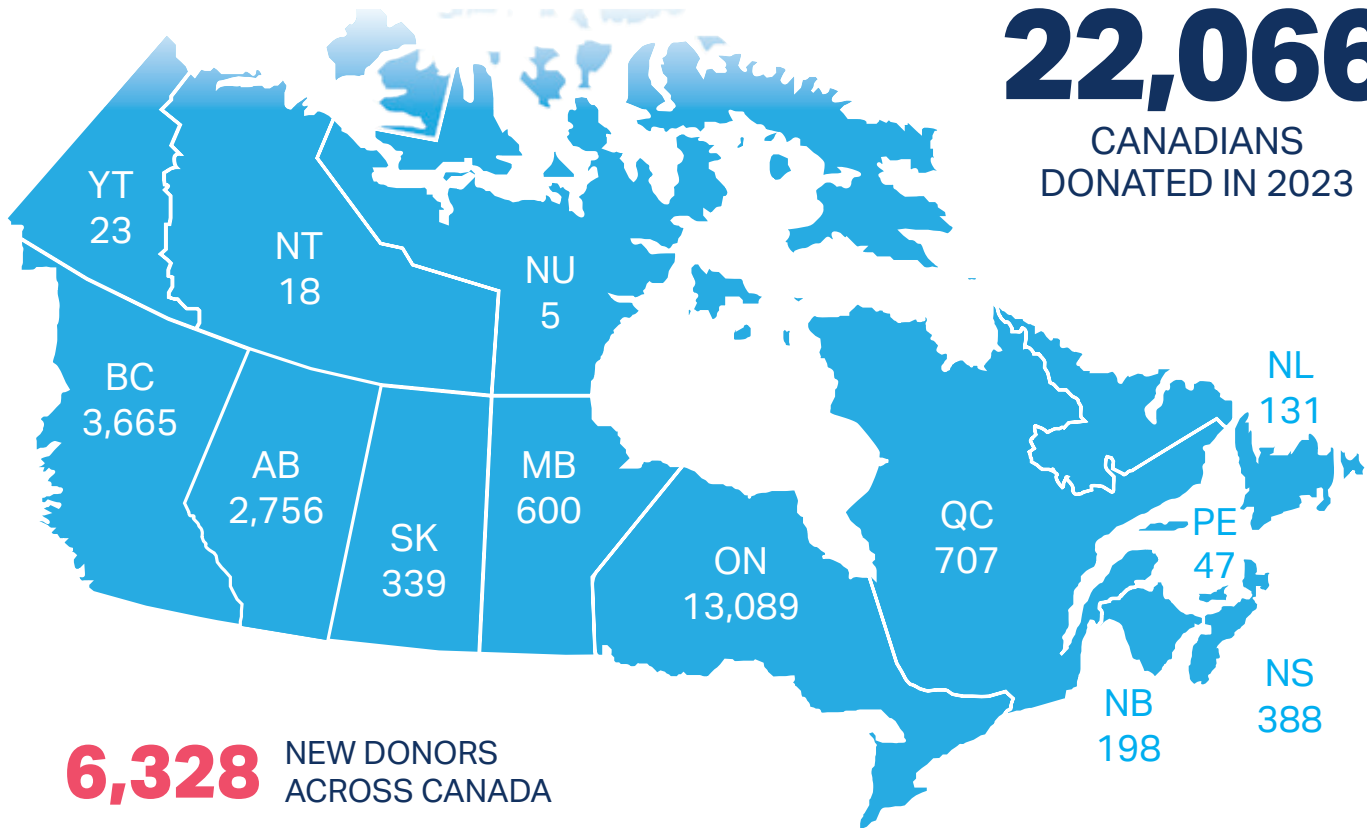 22,066
CANADIANS
DONATED IN 2023
YT
23
NT
18
NU
5
BC
3,665
AB
2,756
SK
339
MB
600
ON
13,089
QC
707
NL
131
PE
47
NB
198
NS
388
6,328
NEW DONORS
ACROSS CANADA